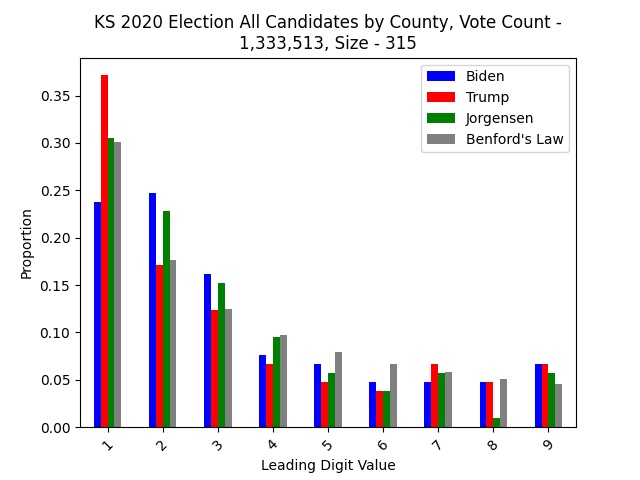 KS 2020 Election All Candidates by County, Vote Count -
1,333,513, Size - 315
Biden
Trump
Jorgensen
Benford's Law
Proportion
0.35
0.30
0.25
0.20
0.15
0.10
0.05
0.00
1
2
3
4
5
6
7
8
9
Leading Digit Value